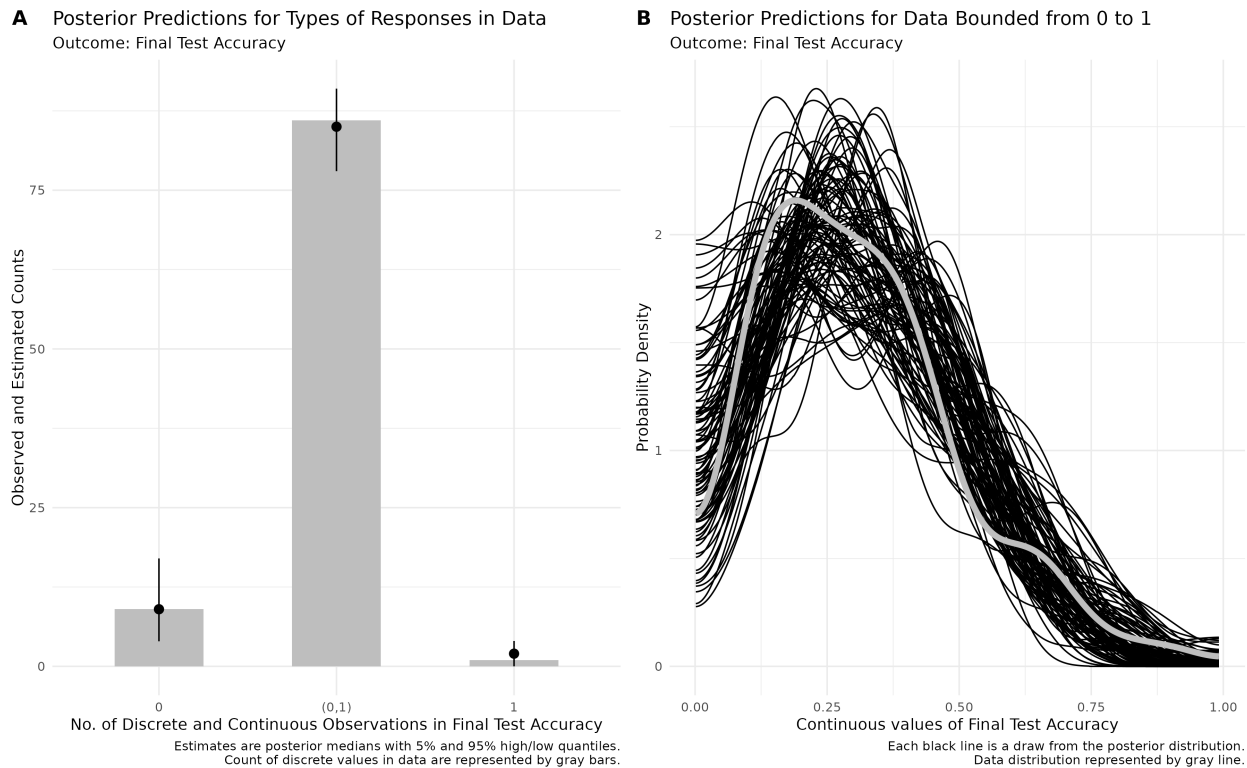 A Posterior Predictions for Types of Responses in Data
Outcome: Final Test Accuracy
Observed and Estimated Counts
75
50
25
0
0 (0,1) 1
No. of Discrete and Continuous Observations in Final Test Accuracy
Estimates are posterior medians with 5% and 95% high/low quantiles.
Count of discrete values in data are represented by gray bars.
B Posterior Predictions for Data Bounded from 0 to 1
Outcome: Final Test Accuracy
Probability Density
2
1
0
0.00 0.25 0.50 0.75 1.00
Continuous values of Final Test Accuracy
Each black line is a draw from the posterior distribution.
Data distribution represented by gray line.